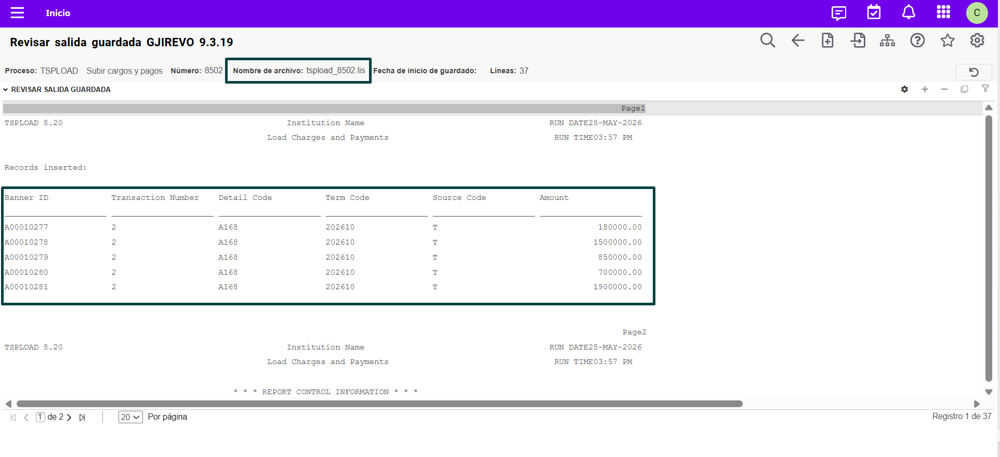 Inicio
C
Revisar salida guardada GJIREVO 9.3.19
Proceso: TSPLOAD Subir cargos y pagos Número: 8502 Nombre de archivo: tspload_8502.lis Fecha de inicio de guardado: Líneas: 37
REVISAR SALIDA GUARDADA
Page1
TSPLOAD 8.20 Institution Name RUN DATE28-MAY-2026
Load Charges and Payments RUN TIME03:57 PM
Records inserted:
Banner ID Transaction Number Detail Code Term Code Source Code Amount
A00010277 2 A168 202610 T 180000.00
A00010278 2 A168 202610 T 1500000.00
A00010279 2 A168 202610 T 850000.00
A00010280 2 A168 202610 T 700000.00
A00010281 2 A168 202610 T 1900000.00
Page2
TSPLOAD 8.20 Institution Name RUN DATE28-MAY-2026
Load Charges and Payments RUN TIME03:57 PM
* * * REPORT CONTROL INFORMATION * * *
1 de 2 20 Por página Registro 1 de 37